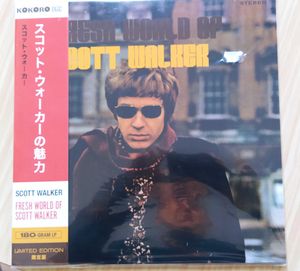 KOKORO
スコット・ウォーカーの魅力
スコット・ウォーカー
SCOTT WALKER
FRESH WORLD OF
SCOTT WALKER
180-GRAM LP
LIMITED EDITION
限定盤
STEREO
RESH WORLD OF
COTT WALKER